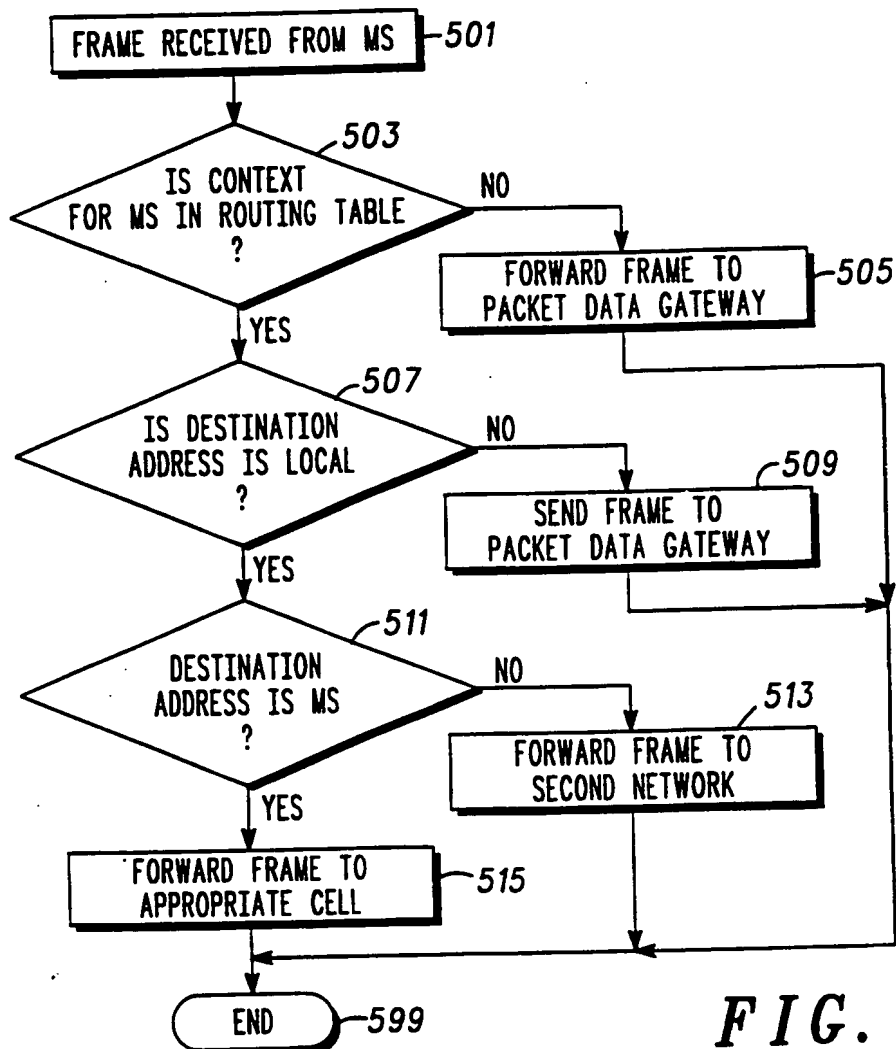 FRAME RECEIVED FROM MS
501
503
IS CONTEXT
FOR MS IN ROUTING TABLE
?
NO
FORWARD FRAME TO
PACKET DATA GATEWAY
505
YES
507
IS DESTINATION
ADDRESS IS LOCAL
?
NO
509
SEND FRAME TO
PACKET DATA GATEWAY
YES
511
DESTINATION
ADDRESS IS MS
?
NO
513
FORWARD FRAME TO
SECOND NETWORK
YES
FORWARD FRAME TO
APPROPRIATE CELL
515
END
599
FIG.